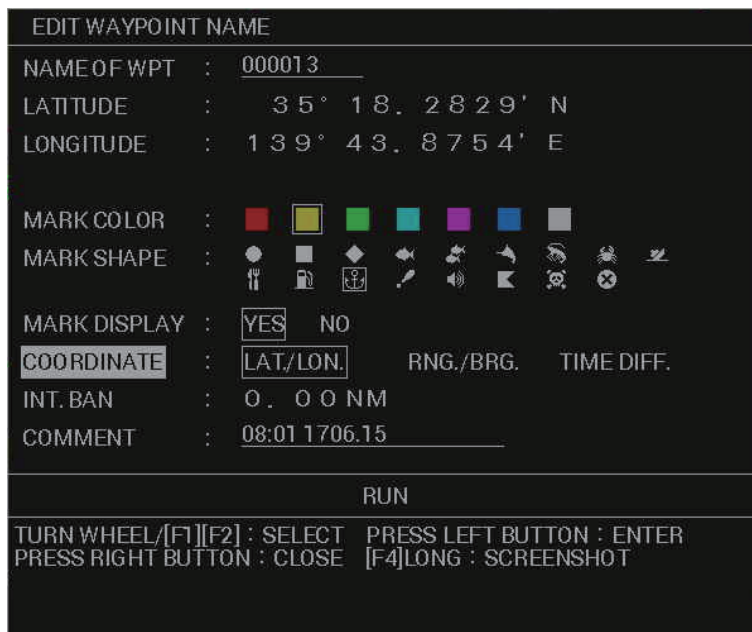 EDIT WAYPOINT NAME
NAME OF WPT : 000013
LATITUDE : 35° 18. 2829' N
LONGITUDE : 139° 43. 8754' E
MARK COLOR :
MARK SHAPE :
MARK DISPLAY : YES NO
COORDINATE : LAT./LON. RNG./BRG. TIME DIFF.
INT. BAN : 0. 00 NM
COMMENT : 08:01 1706.15
RUN
TURN WHEEL/[F1][F2] : SELECT PRESS LEFT BUTTON : ENTER
PRESS RIGHT BUTTON : CLOSE [F4]LONG : SCREENSHOT